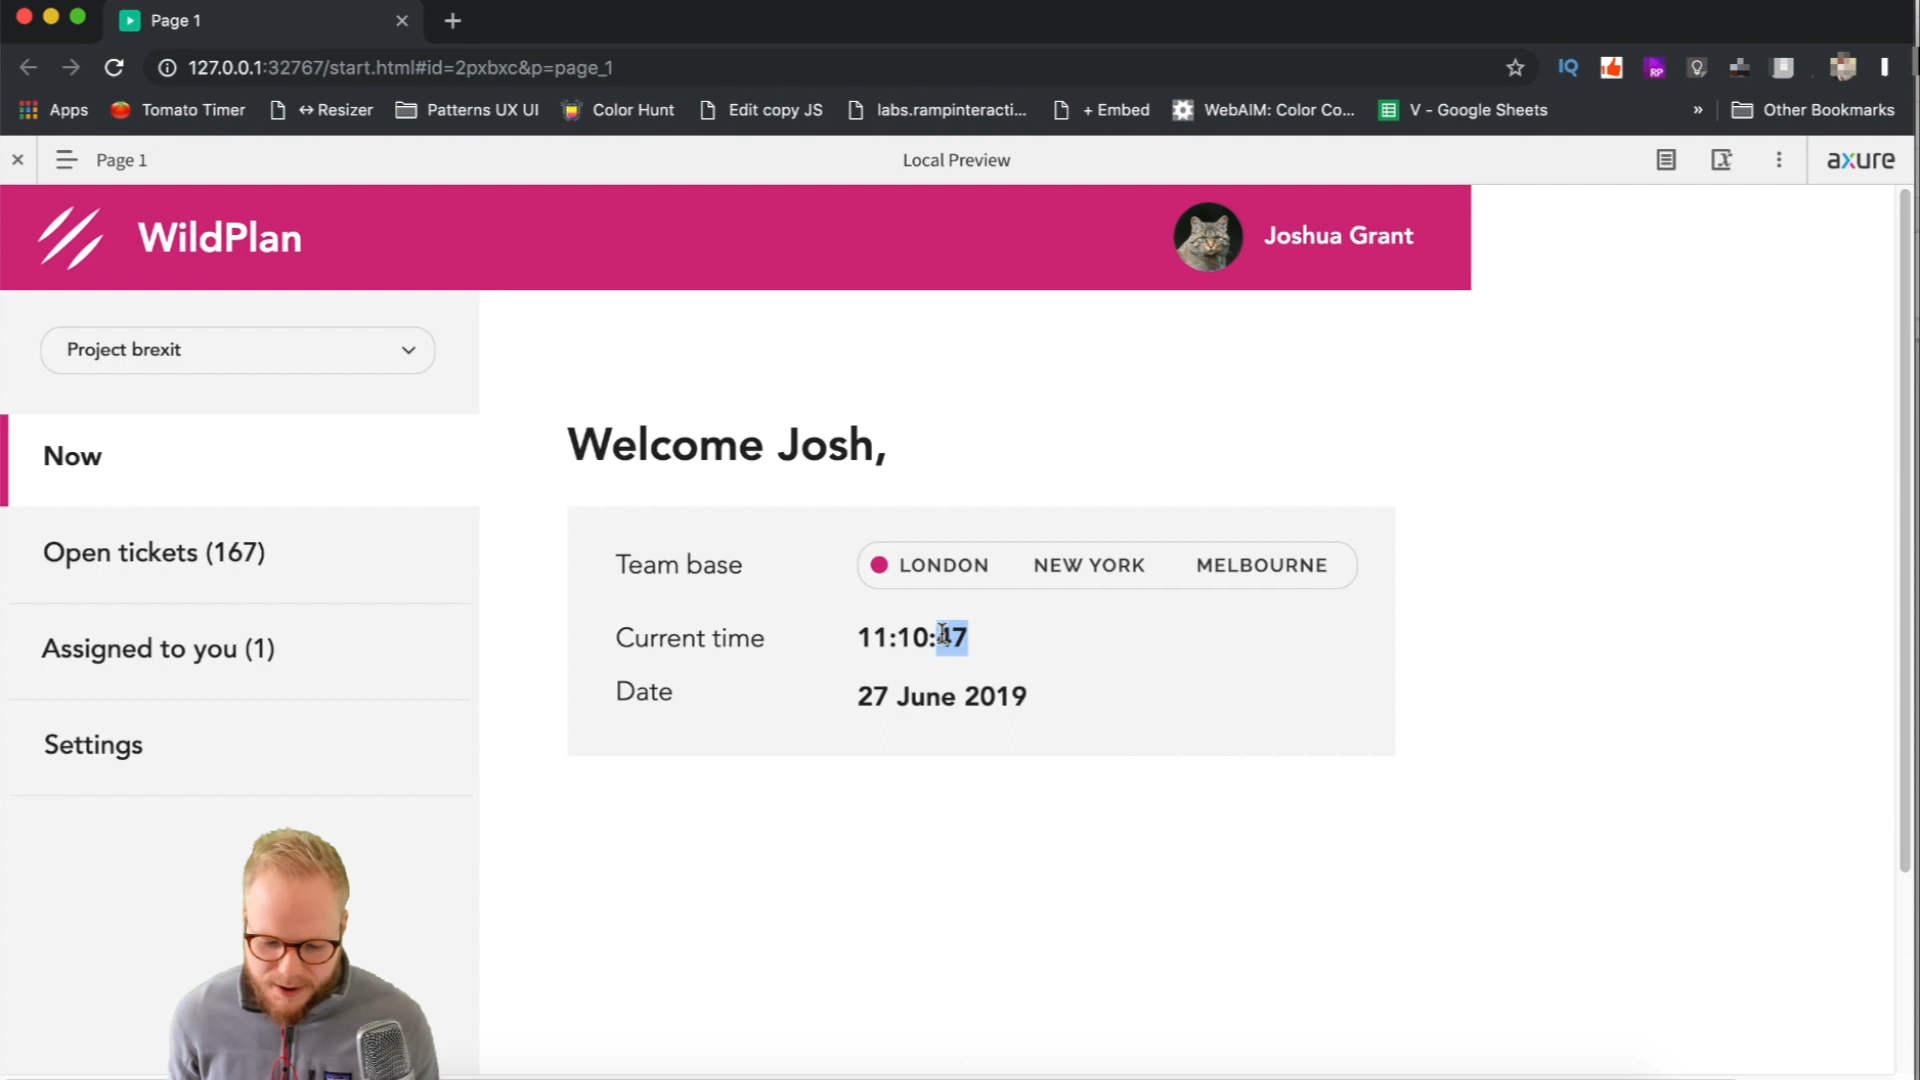 Page 1
127.0.0.1:32767/start.html#id=2pxbxc&p=page_1
IQ
RP
Apps
Tomato Timer
↔Resizer
Patterns UX UI
Color Hunt
Edit copy JS
labs.rampinteracti...
+ Embed
WebAIM: Color Co...
V - Google Sheets
»
Other Bookmarks
Page 1
Local Preview
axure
WildPlan
Joshua Grant
Project brexit
Now
Open tickets (167)
Assigned to you (1)
Settings
Welcome Josh,
Team base
LONDON NEW YORK MELBOURNE
Current time 11:10:47
Date 27 June 2019